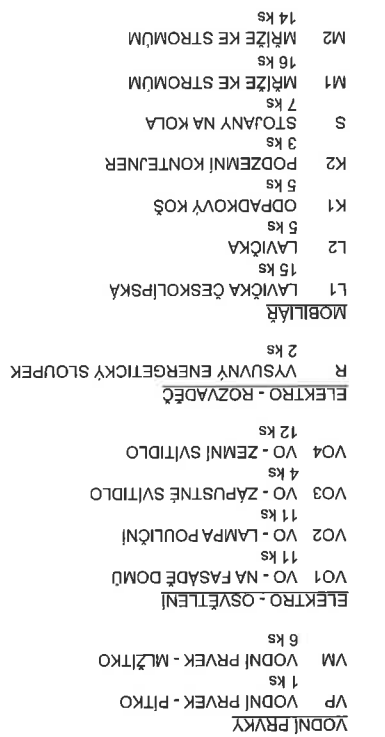 VODNÍ PRVKY
VP VODNÍ PRVEK - PÍTKO
1 ks
VM VODNÍ PRVEK - MLŽÍTKO
6 ks
ELEKTRO - OSVĚTLENÍ
VO1 VO - NA FASÁDĚ DOMŮ
11 ks
VO2 VO - LAMPA POULIČNÍ
11 ks
VO3 VO - ZÁPUSTNÉ SVÍTIDLO
4 ks
VO4 VO - ZEMNÍ SVÍTIDLO
12 ks
ELEKTRO - ROZVADĚČ
R VÝSUVNÝ ENERGETICKÝ SLOUPEK
2 ks
MOBILIÁŘ
L1 LAVIČKA ČESKOLÍPSKÁ
15 ks
L2 LAVIČKA
5 ks
K1 ODPADKOVÝ KOŠ
5 ks
K2 PODZEMNÍ KONTEJNER
3 ks
S STOJANY NA KOLA
7 ks
M1 MŘÍŽE KE STROMŮM
16 ks
M2 MŘÍŽE KE STROMŮM
14 ks